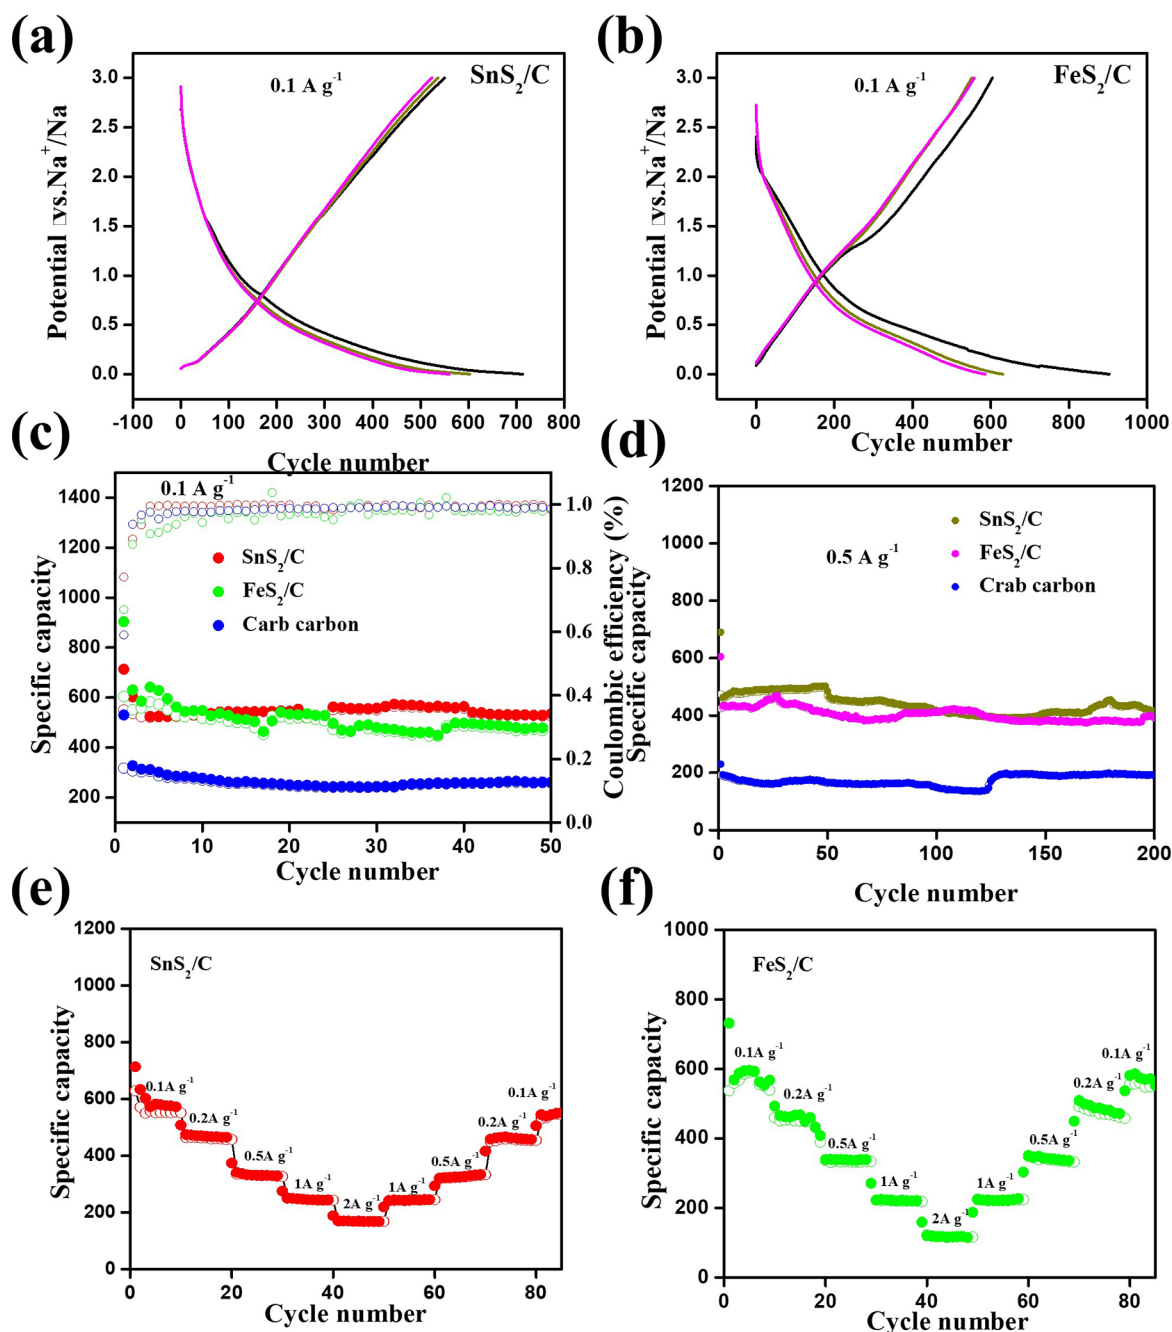 (a)
0.1 A g⁻¹
SnS₂/C
Potential □vs.Na⁺/Na
3.0
2.5
2.0
1.5
1.0
0.5
0.0
-100 0 100 200 300 400 500 600 700 800
Cycle number
(b)
0.1 A g⁻¹
FeS₂/C
Potential □vs.Na⁺/Na
3.0
2.5
2.0
1.5
1.0
0.5
0.0
0 200 400 600 800 1000
Cycle number
(c)
0.1 A g⁻¹
SnS₂/C
FeS₂/C
Carb carbon
Specific capacity
1400
1200
1000
800
600
400
200
Coulombic efficiency (%)
1.0
0.8
0.6
0.4
0.2
0.0
0 10 20 30 40 50
Cycle number
(d)
0.5 A g⁻¹
SnS₂/C
FeS₂/C
Crab carbon
Specific capacity
1200
1000
800
600
400
200
0
0 50 100 150 200
Cycle number
(e)
SnS₂/C
Specific capacity
1200
1000
800
600
400
200
0
0.1A g⁻¹
0.2A g⁻¹
0.5A g⁻¹
1A g⁻¹
2A g⁻¹
1A g⁻¹
0.5A g⁻¹
0.2A g⁻¹
0.1A g⁻¹
0 20 40 60 80
Cycle number
(f)
FeS₂/C
Specific capacity
1000
800
600
400
200
0
0.1A g⁻¹
0.2A g⁻¹
0.5A g⁻¹
1A g⁻¹
2A g⁻¹
1A g⁻¹
0.5A g⁻¹
0.2A g⁻¹
0.1A g⁻¹
0 20 40 60 80
Cycle number